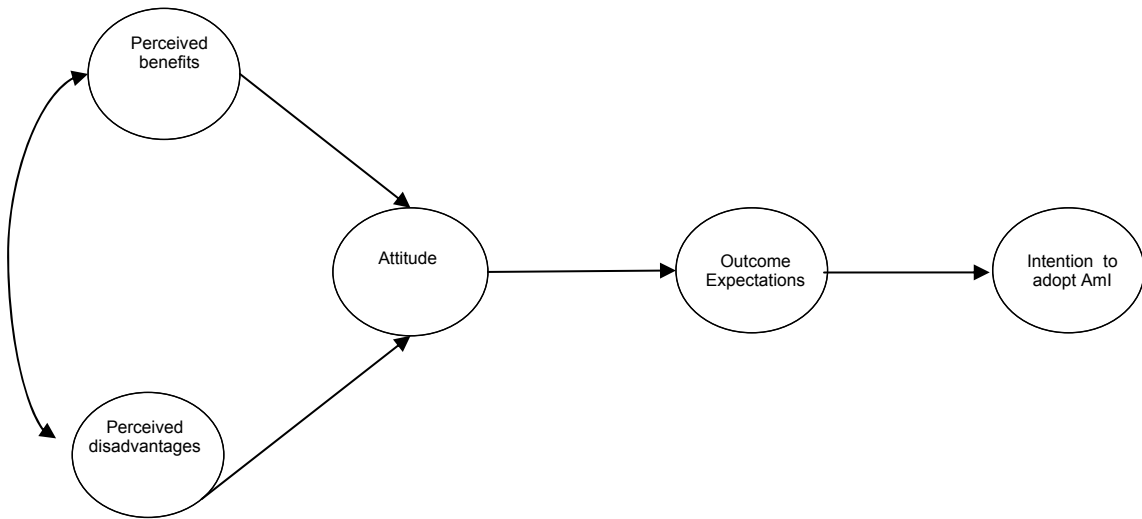 Perceived
benefits
Attitude
Outcome
Expectations
Intention to
adopt AmI
Perceived
disadvantages